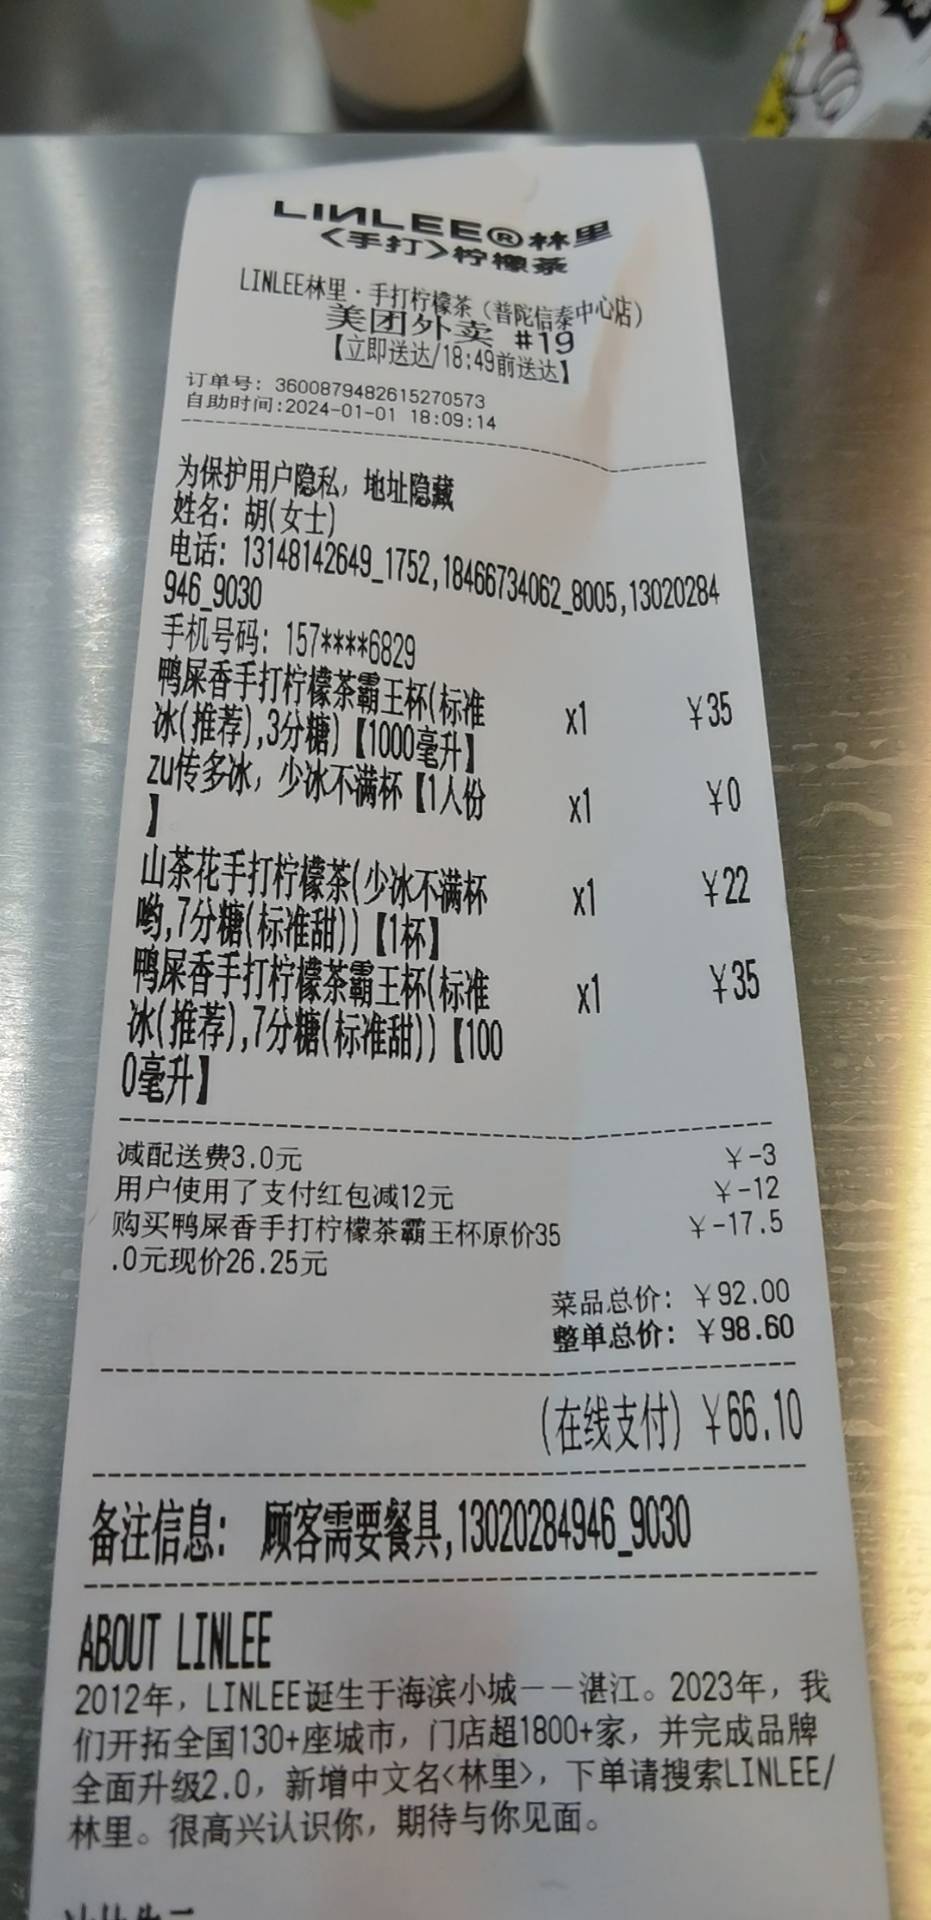 LINLEE®林里
<手打>柠檬茶
LINLEE林里·手打柠檬茶（普陀信泰中心店）
美团外卖 #19
【立即送达/18:49前送达】
订单号: 3600879482615270573
自助时间:2024-01-01 18:09:14
为保护用户隐私，地址隐藏
姓名: 胡(女士)
电话: 13148142649_1752,18466734062_8005,13020284
946_9030
手机号码: 157****6829
鸭屎香手打柠檬茶霸王杯(标准 x1 ￥35
冰(推荐),3分糖)【1000毫升】
zu传多冰，少冰不满杯【1人份 x1 ￥0
】
山茶花手打柠檬茶(少冰不满杯 x1 ￥22
哟,7分糖(标准甜))【1杯】
鸭屎香手打柠檬茶霸王杯(标准 x1 ￥35
冰(推荐),7分糖(标准甜))【100
0毫升】
减配送费3.0元 ￥-3
用户使用了支付红包减12元 ￥-12
购买鸭屎香手打柠檬茶霸王杯原价35 ￥-17.5
.0元现价26.25元
菜品总价: ￥92.00
整单总价: ￥98.60
(在线支付) ￥66.10
备注信息: 顾客需要餐具,13020284946_9030
ABOUT LINLEE
2012年，LINLEE诞生于海滨小城——湛江。2023年，我
们开拓全国130+座城市，门店超1800+家，并完成品牌
全面升级2.0，新增中文名<林里>，下单请搜索LINLEE/
林里。很高兴认识你，期待与你见面。